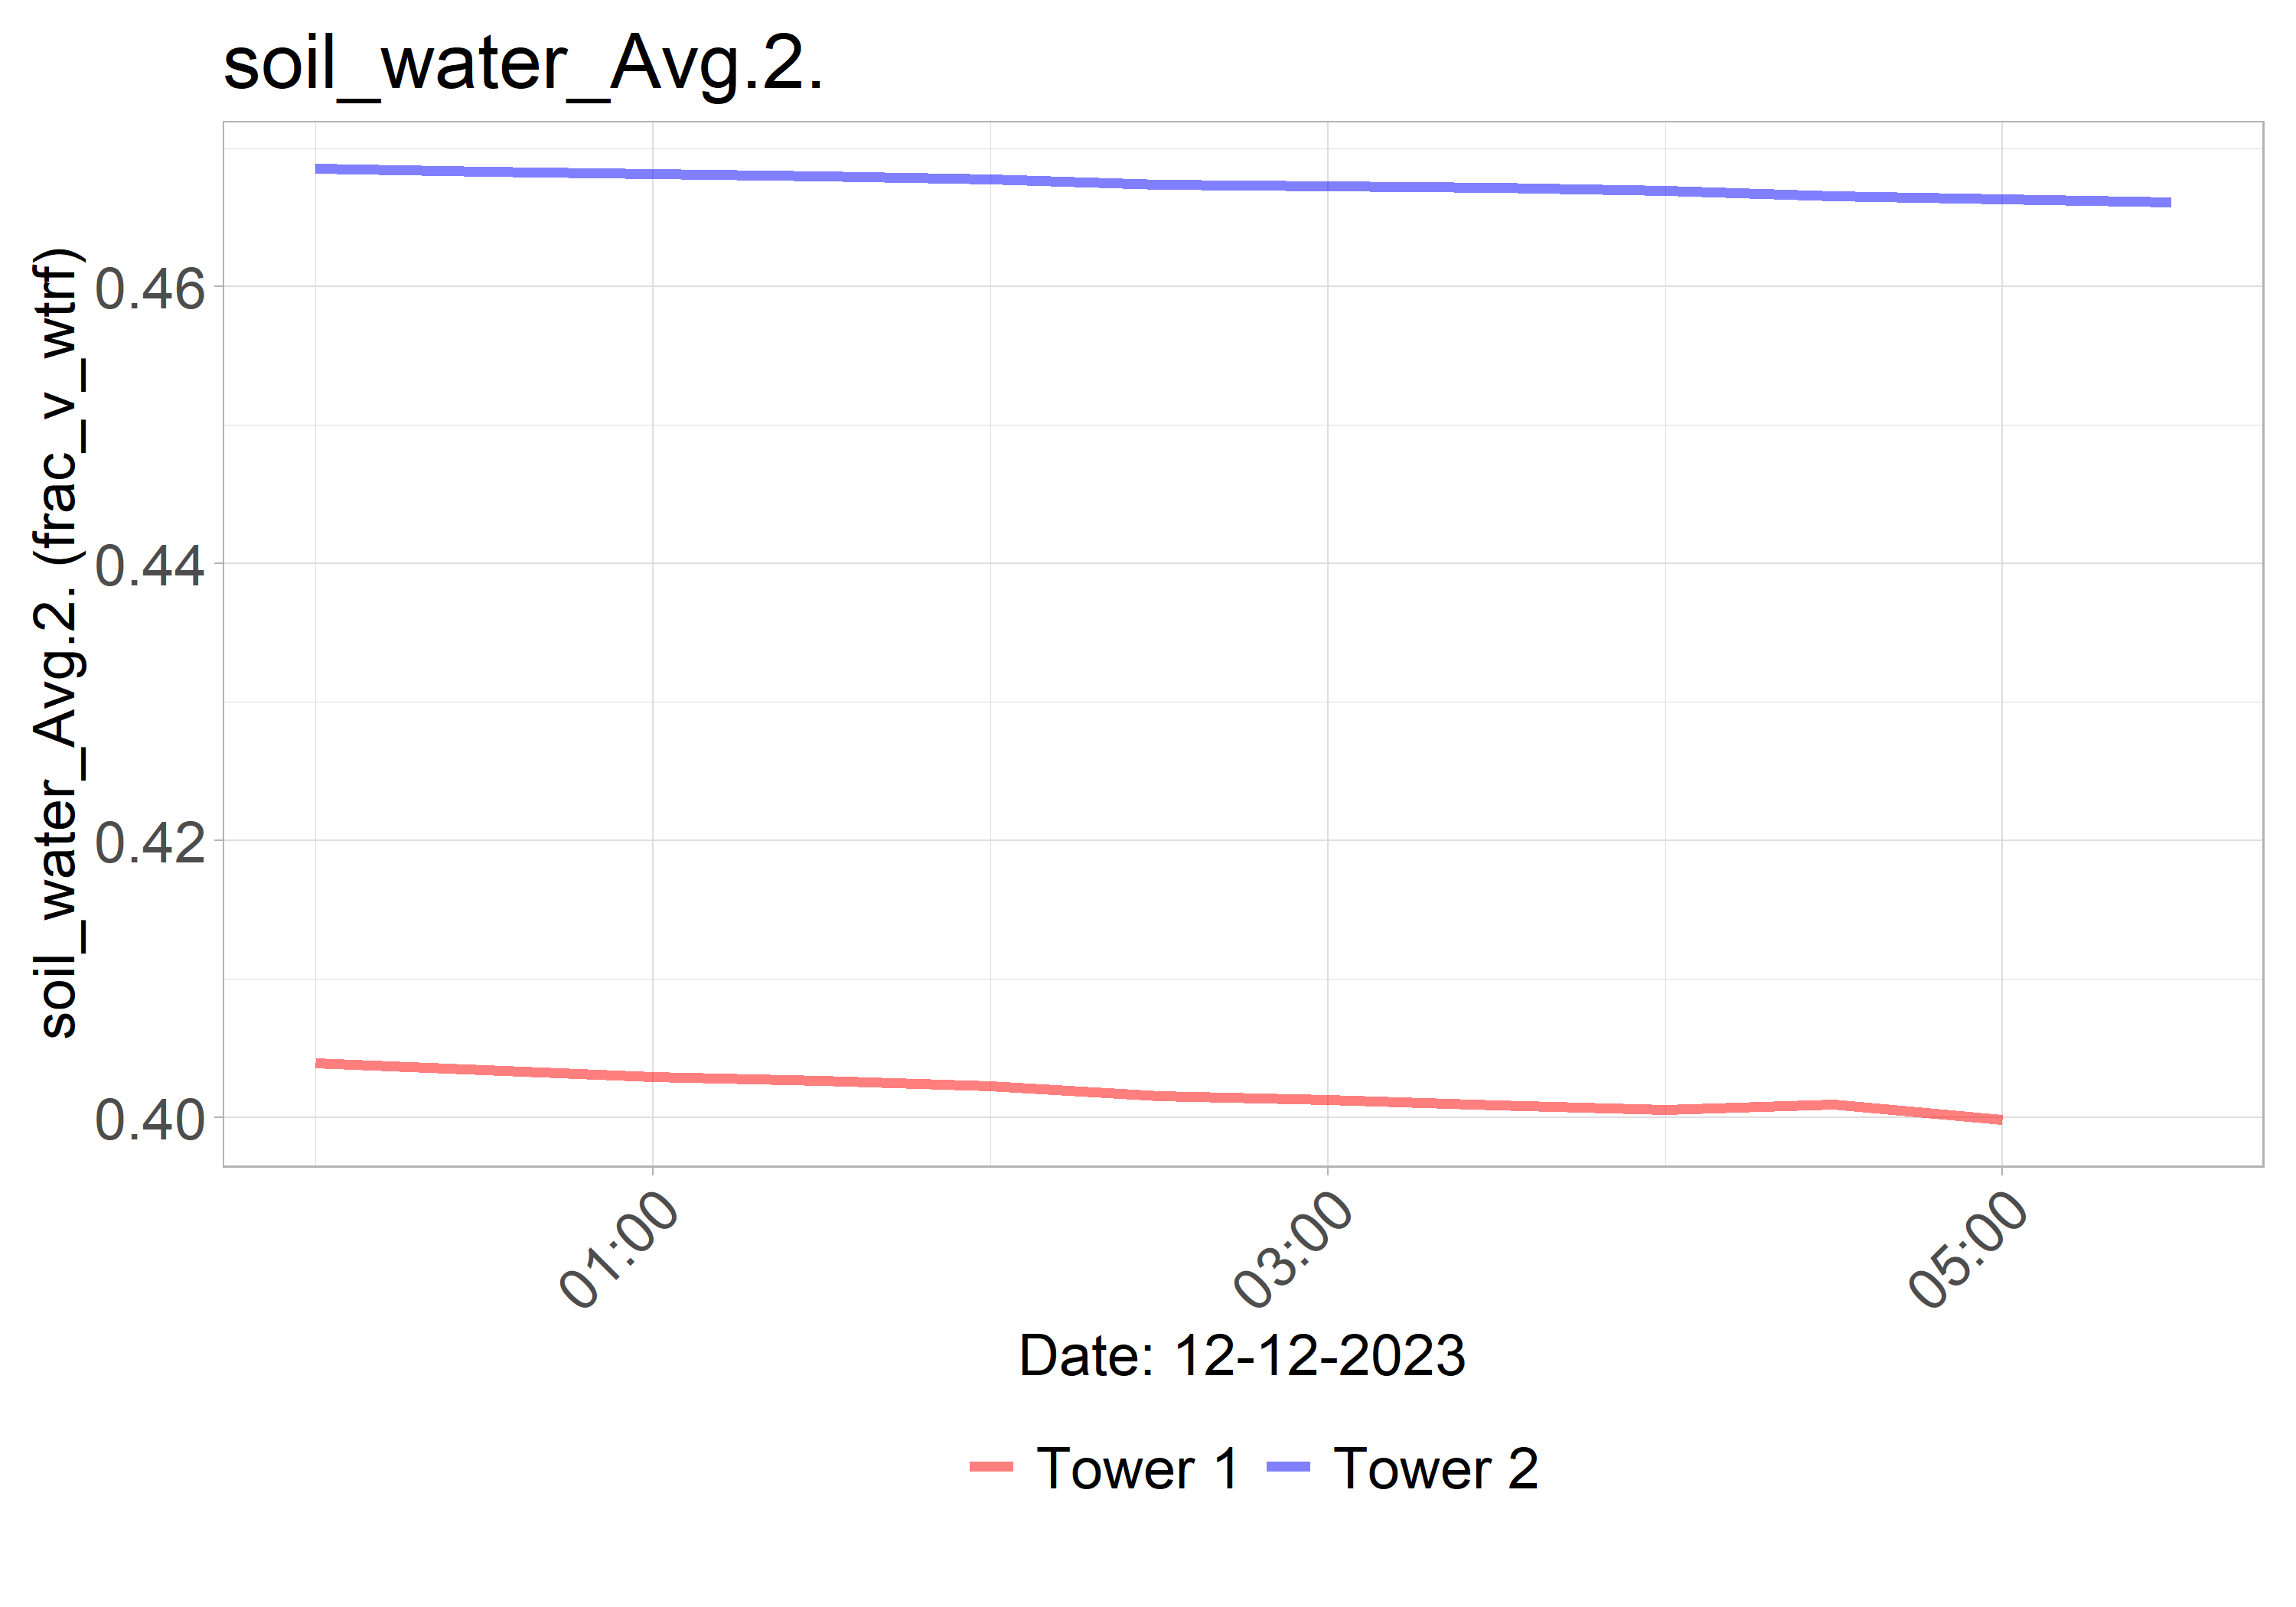 soil_water_Avg.2.
soil_water_Avg.2. (frac_v_wtrf)
0.46
0.44
0.42
0.40
01:00
03:00
05:00
Date: 12-12-2023
Tower 1
Tower 2